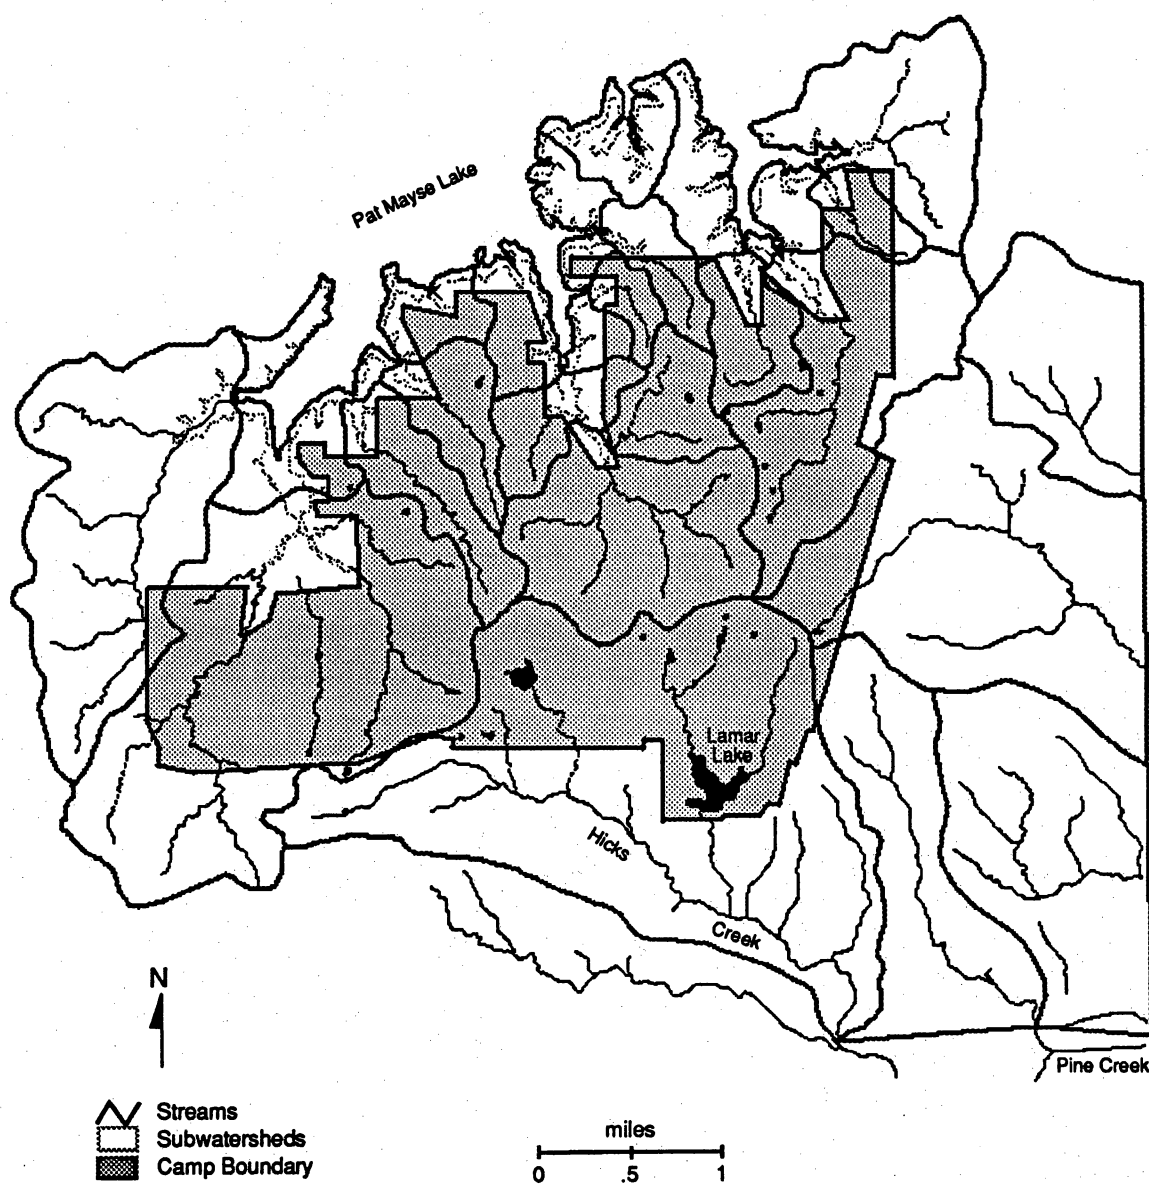 Pat Mayse Lake
Lamar
Lake
Hicks
Creek
N
Pine Creek
Streams
Subwatersheds
Camp Boundary
miles
0 .5 1